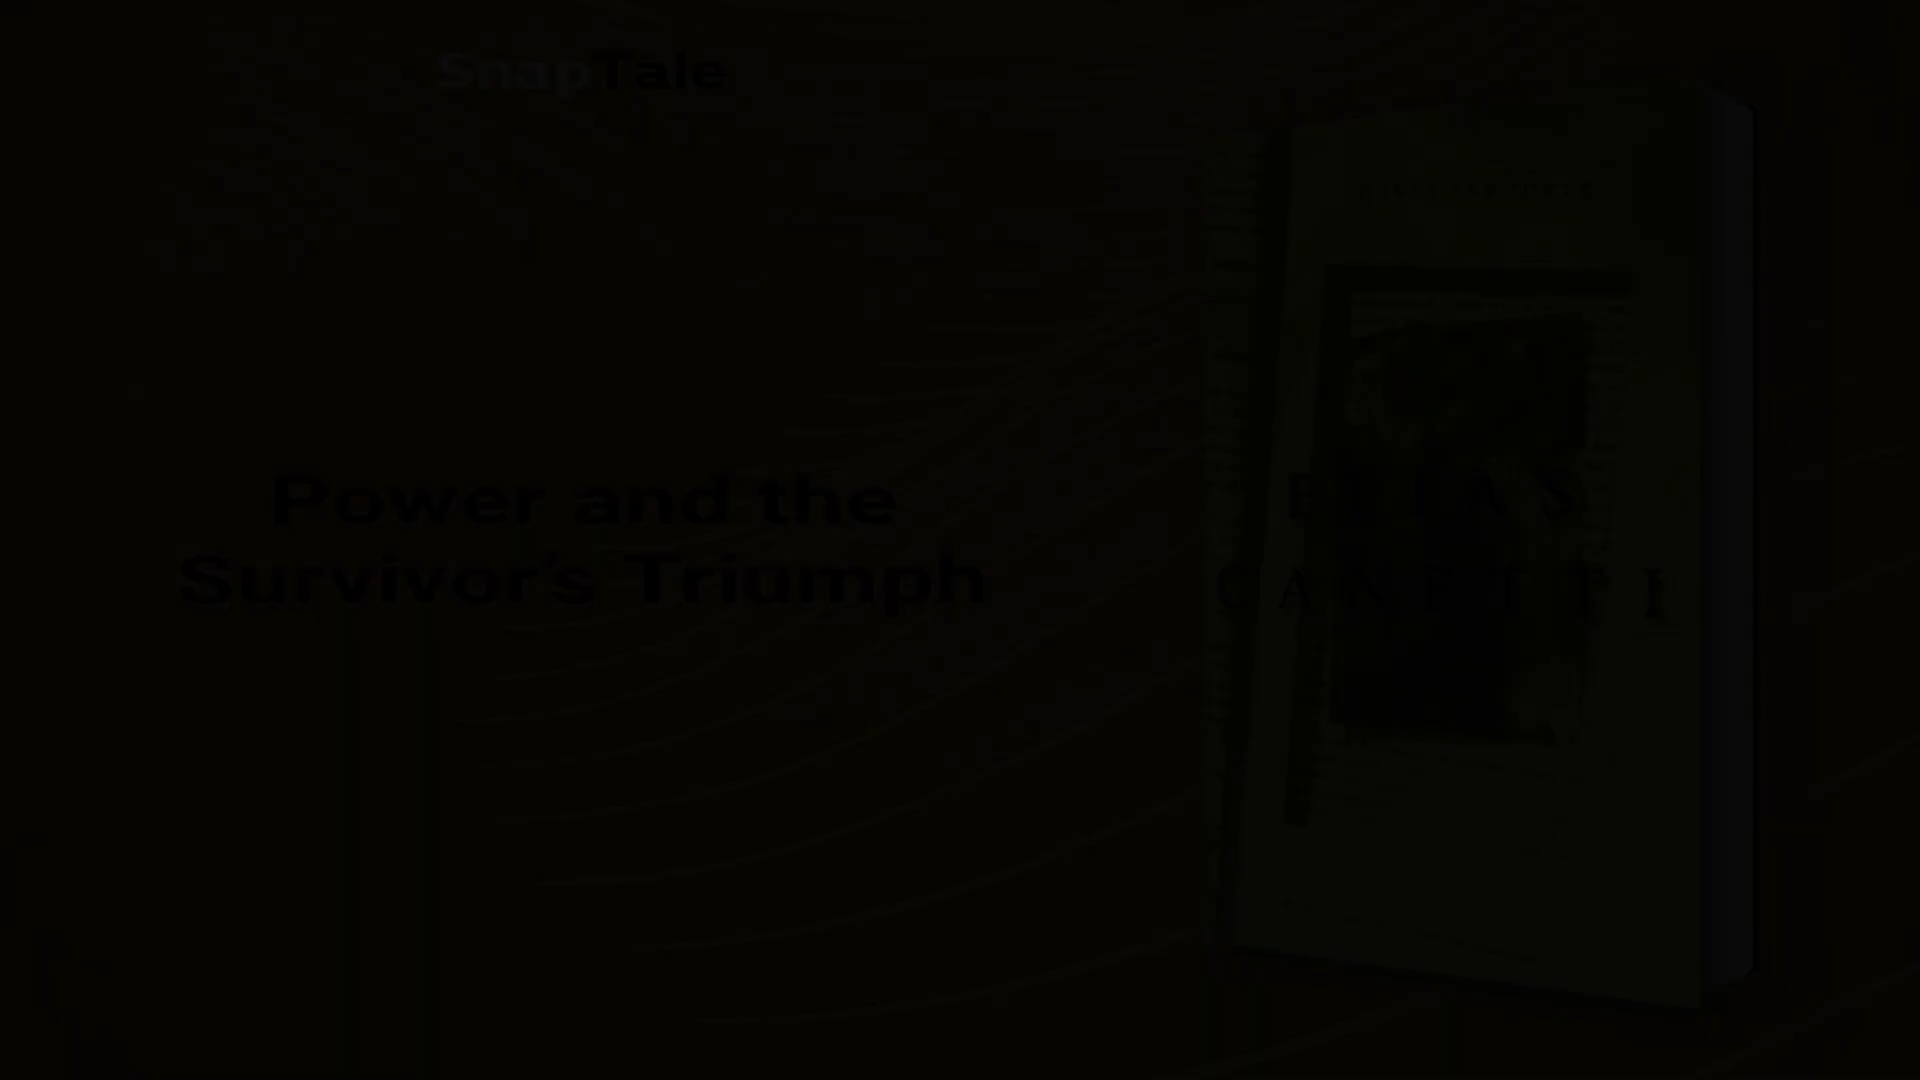 SnapTale
Power and the
Survivor’s Triumph
ELIAS
CANETTI